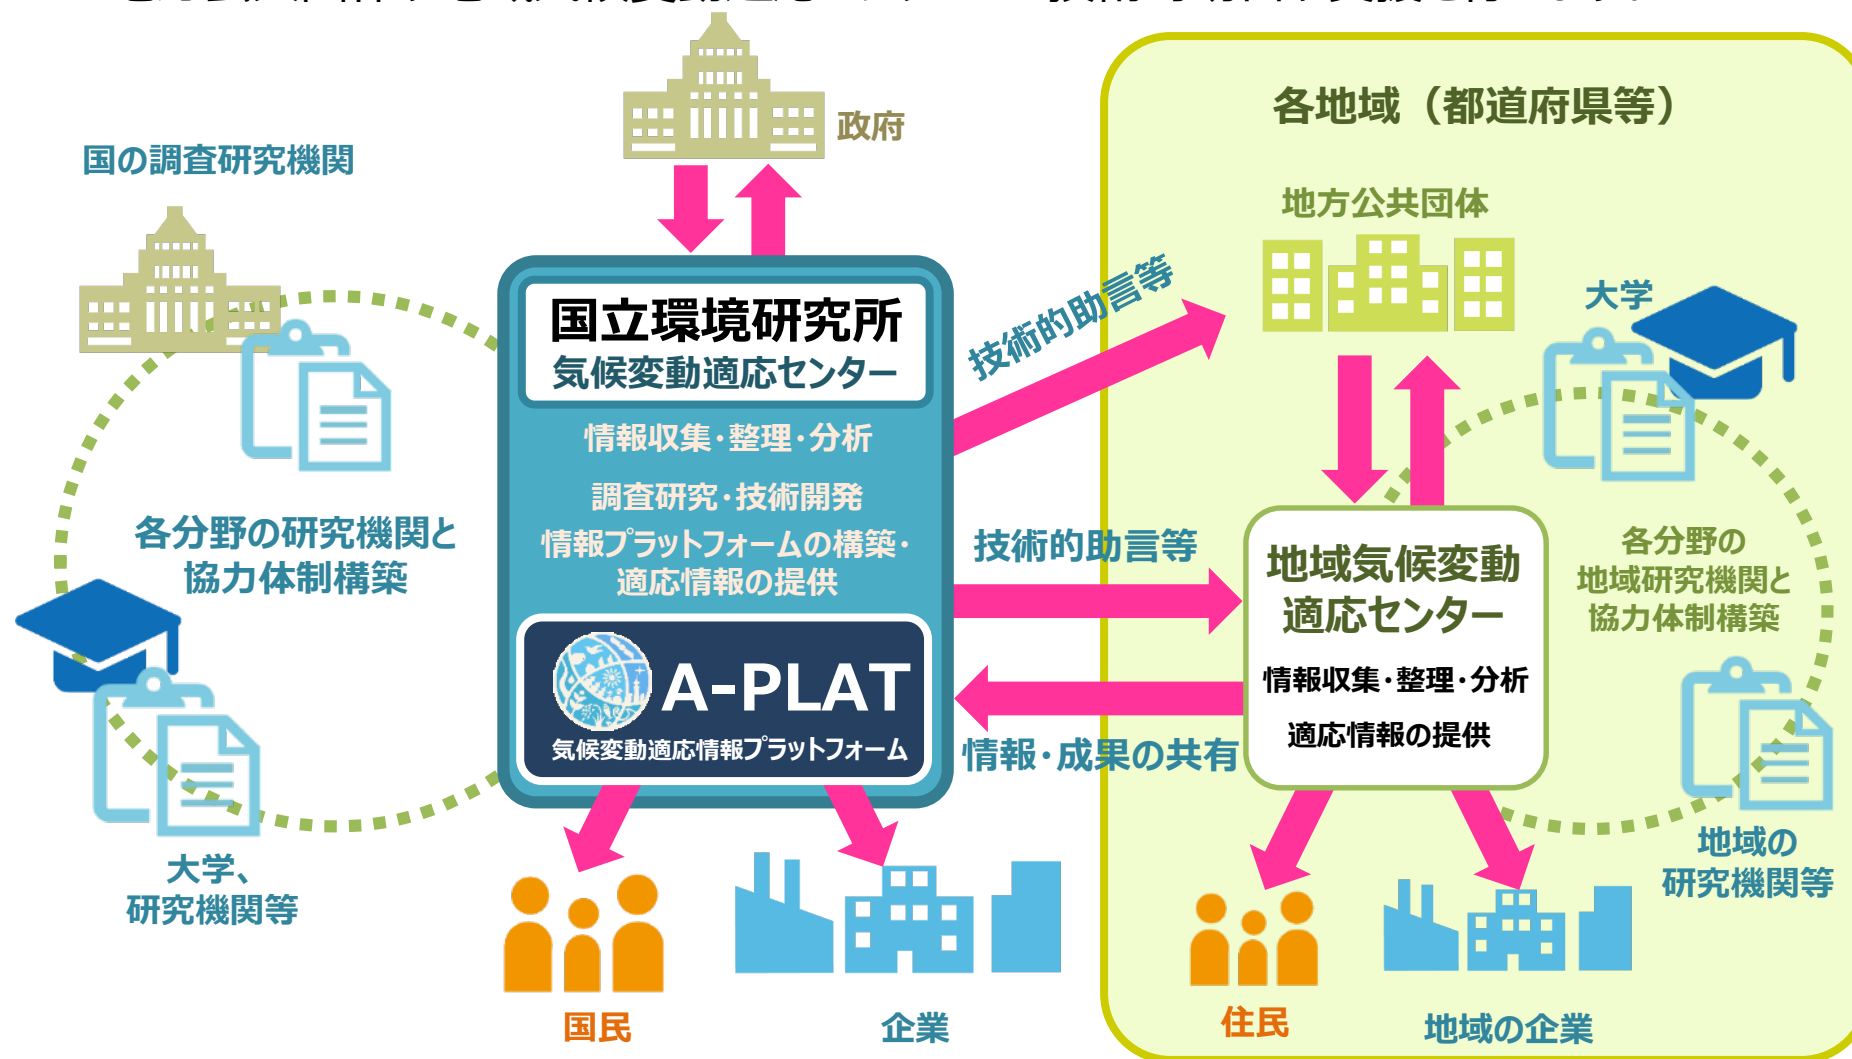 政府
国の調査研究機関
国立環境研究所
気候変動適応センター
情報収集・整理・分析
調査研究・技術開発
情報プラットフォームの構築・
適応情報の提供
A-PLAT
気候変動適応情報プラットフォーム
各分野の研究機関と
協力体制構築
大学、
研究機関等
国民
企業
技術的助言等
技術的助言等
情報・成果の共有
各地域（都道府県等）
地方公共団体
大学
地域気候変動
適応センター
情報収集・整理・分析
適応情報の提供
各分野の
地域研究機関と
協力体制構築
地域の
研究機関等
住民
地域の企業